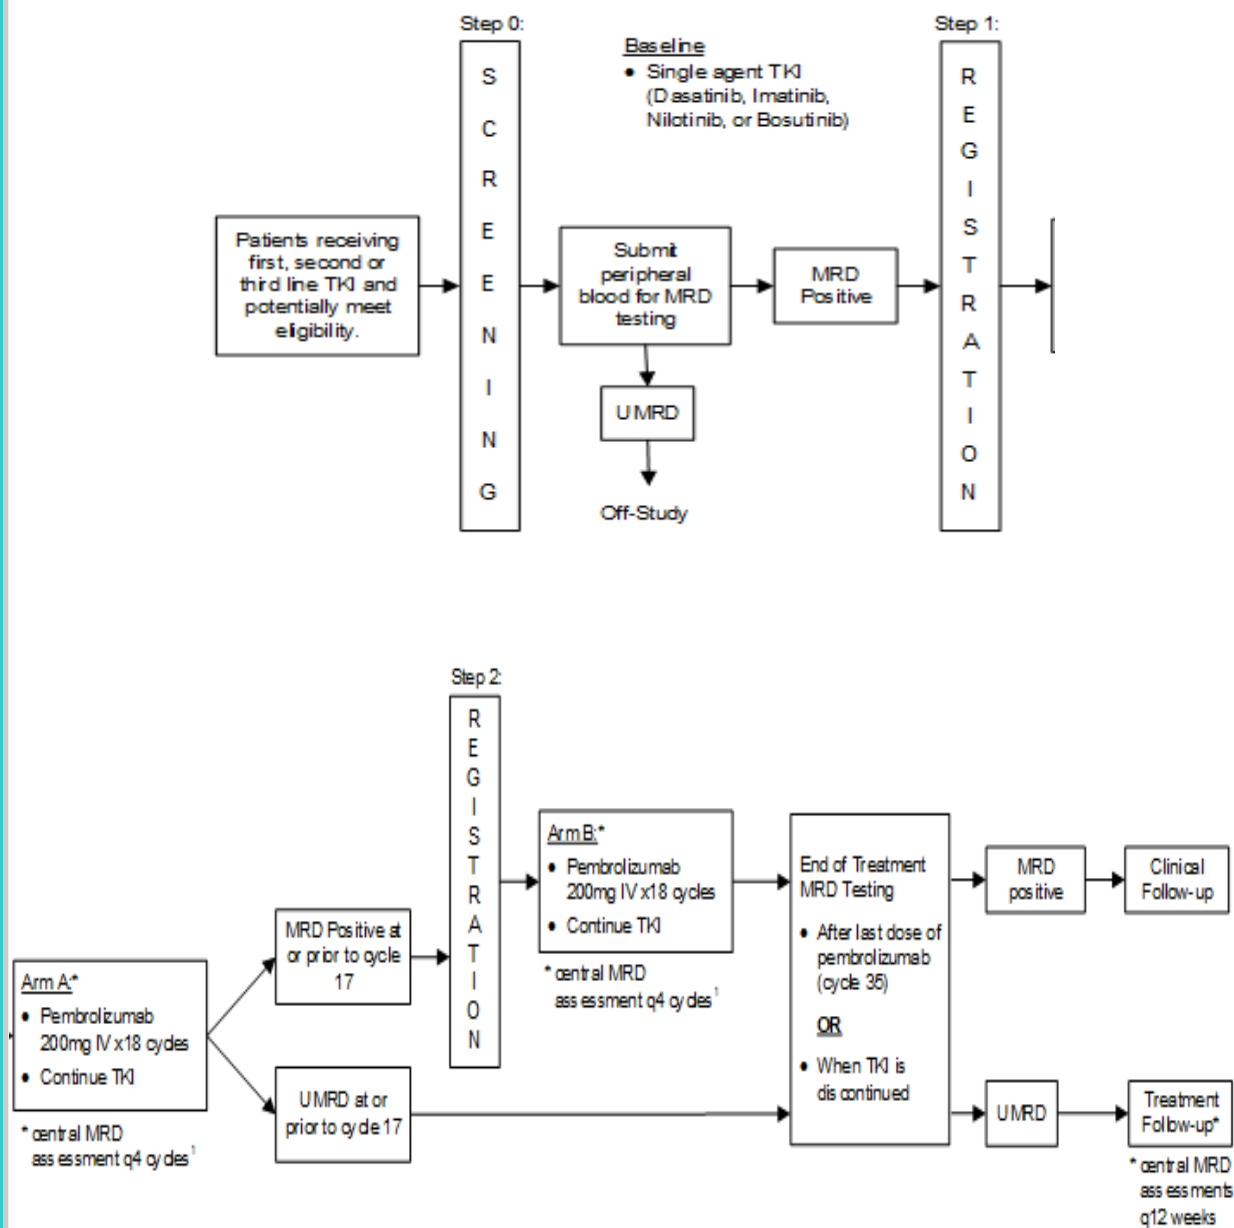 Step 0:
S
C
R
E
E
N
I
N
G
Baseline
• Single agent TKI
(Dasatinib, Imatinib,
Nilotinib, or Bosutinib)
Step 1:
R
E
G
I
S
T
R
A
T
I
O
N
Patients receiving
first, second or
third line TKI and
potentially meet
eligibility.
Submit
peripheral
blood for MRD
testing
MRD
Positive
UMRD
Off-Study
Step 2:
R
E
G
I
S
T
R
A
T
I
O
N
Arm A:*
• Pembrolizumab
200mg IV x18 cycles
• Continue TKI
* central MRD
assessment q4 cycles¹
MRD Positive at
or prior to cycle
17
UMRD at or
prior to cycle 17
Arm B:*
• Pembrolizumab
200mg IV x18 cycles
• Continue TKI
* central MRD
assessment q4 cycles¹
End of Treatment
MRD Testing
• After last dose of
pembrolizumab
(cycle 35)
OR
• When TKI is
discontinued
MRD
positive
Clinical
Follow-up
UMRD
Treatment
Follow-up*
* central MRD
assessments
q12 weeks